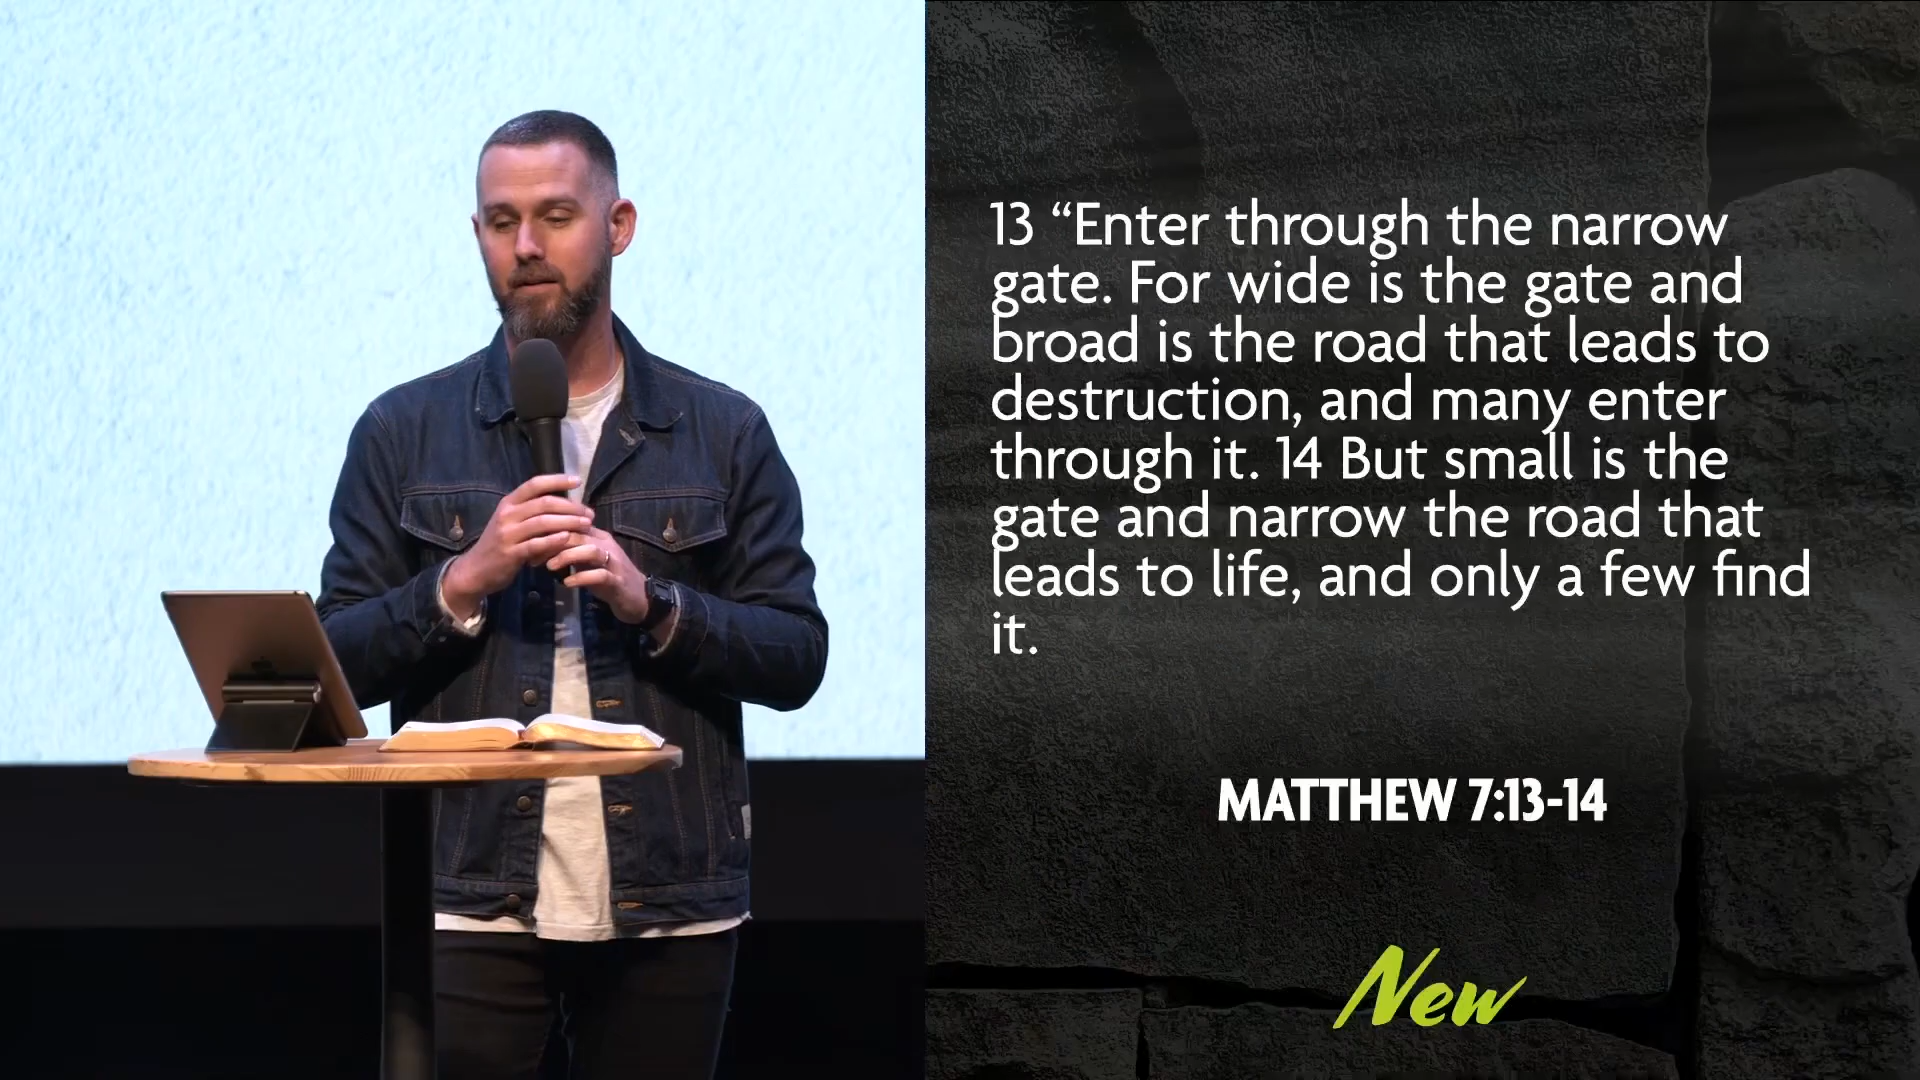 13 “Enter through the narrow
gate. For wide is the gate and
broad is the road that leads to
destruction, and many enter
through it. 14 But small is the
gate and narrow the road that
leads to life, and only a few find
it.
MATTHEW 7:13-14
New